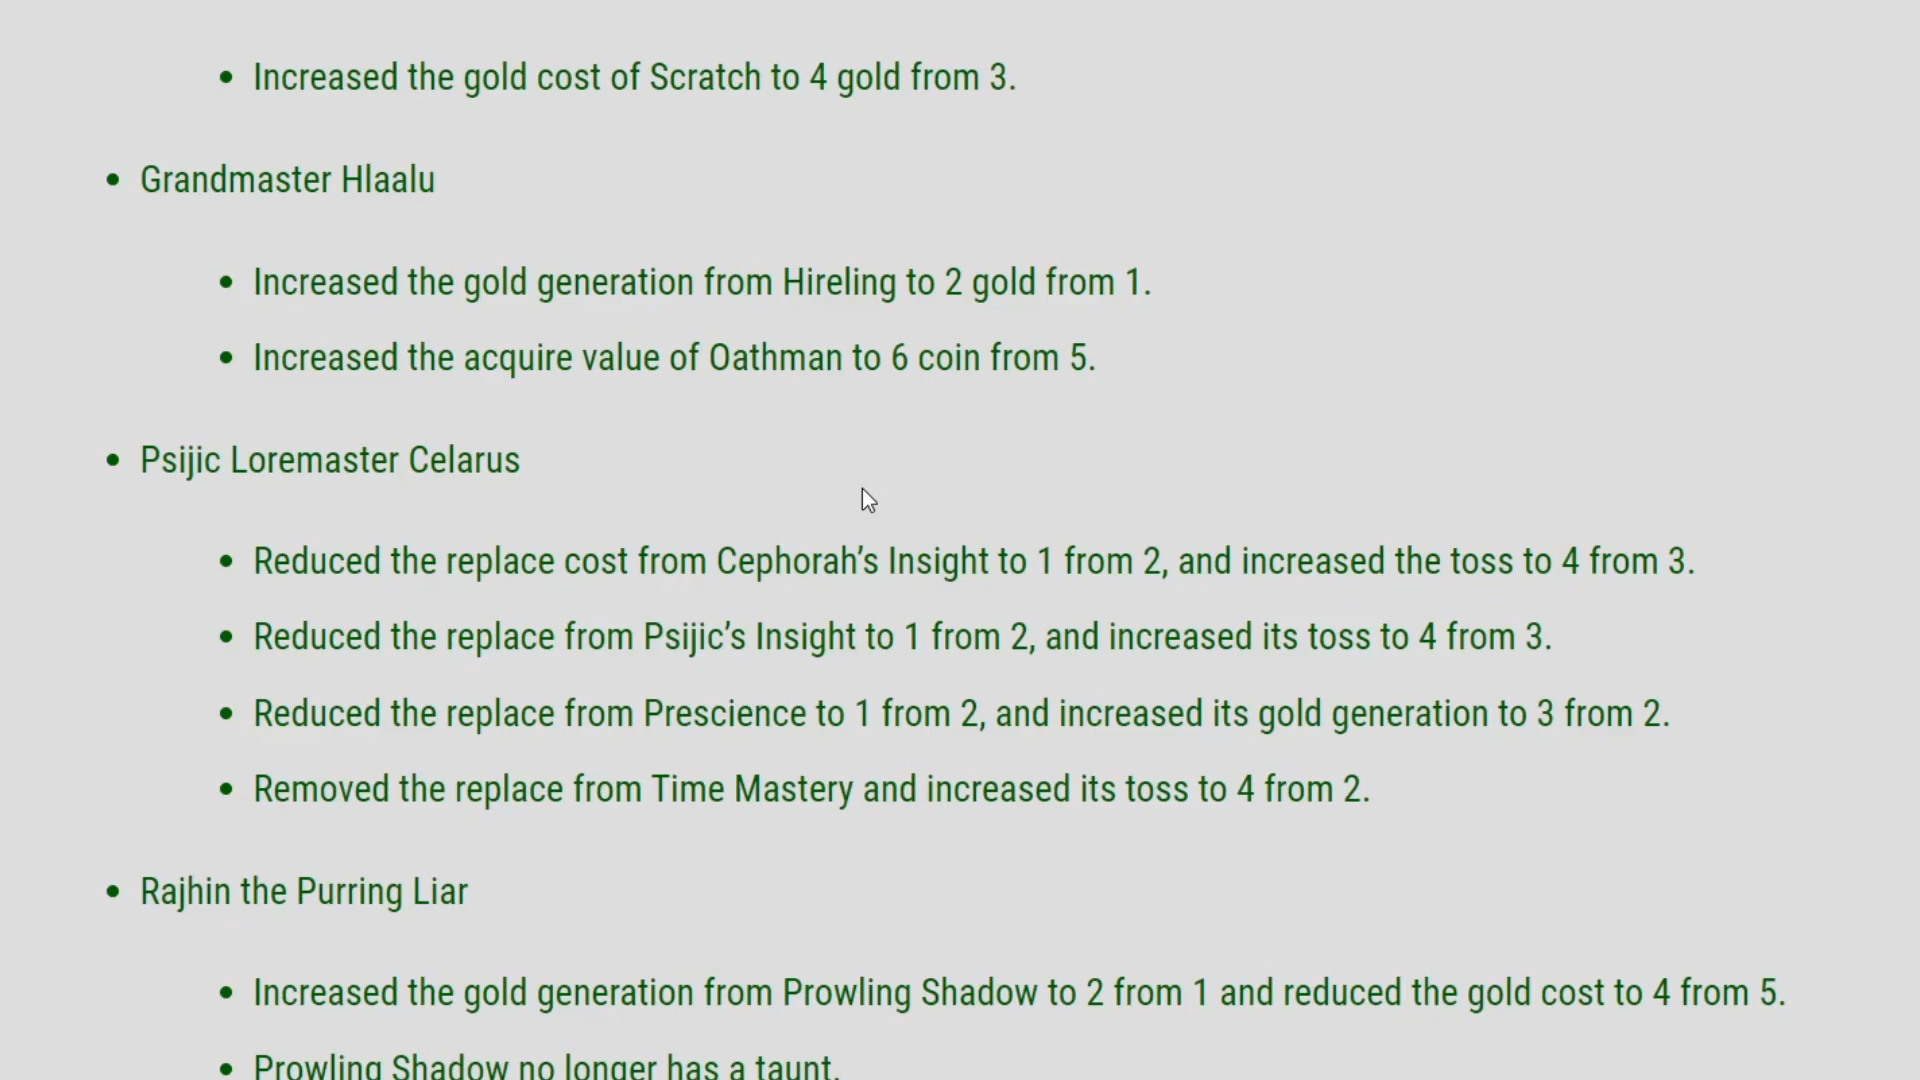 Increased the gold cost of Scratch to 4 gold from 3.
Grandmaster Hlaalu
Increased the gold generation from Hireling to 2 gold from 1.
Increased the acquire value of Oathman to 6 coin from 5.
Psijic Loremaster Celarus
Reduced the replace cost from Cephorah’s Insight to 1 from 2, and increased the toss to 4 from 3.
Reduced the replace from Psijic’s Insight to 1 from 2, and increased its toss to 4 from 3.
Reduced the replace from Prescience to 1 from 2, and increased its gold generation to 3 from 2.
Removed the replace from Time Mastery and increased its toss to 4 from 2.
Rajhin the Purring Liar
Increased the gold generation from Prowling Shadow to 2 from 1 and reduced the gold cost to 4 from 5.
Prowling Shadow no longer has a taunt.